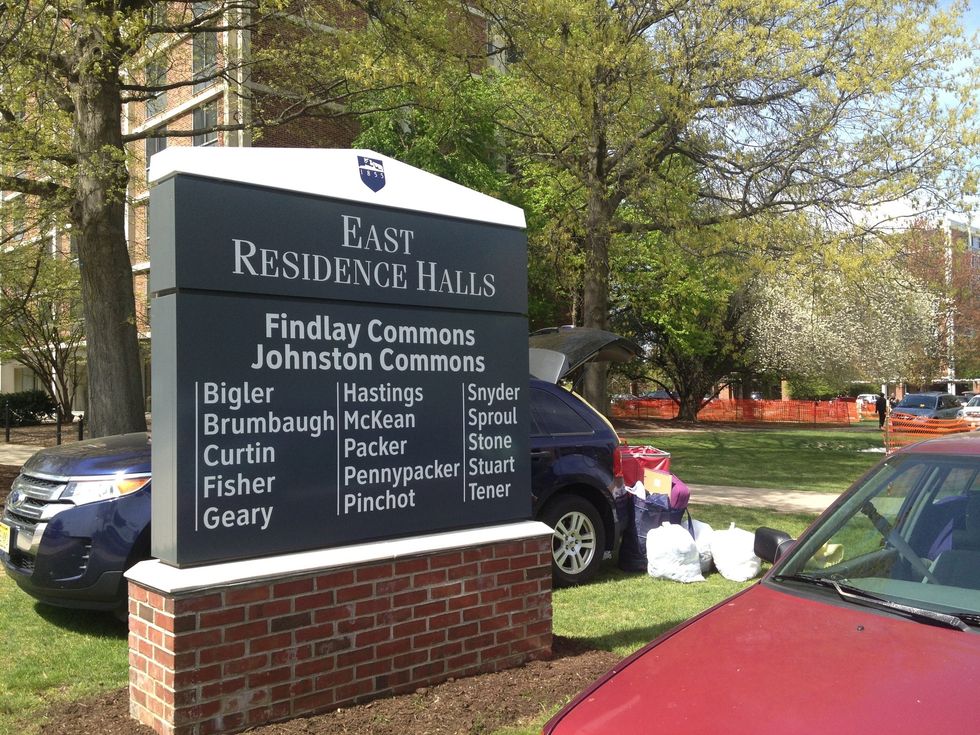 1855
EAST
RESIDENCE HALLS
Findlay Commons
Johnston Commons
Bigler
Brumbaugh
Curtin
Fisher
Geary
Hastings
McKean
Packer
Pennypacker
Pinchot
Snyder
Sproul
Stone
Stuart
Tener